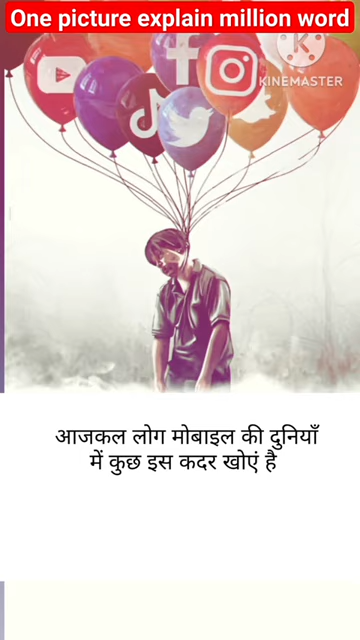 One picture explain million word
KINEMASTER
आजकल लोग मोबाइल की दुनियाँ
में कुछ इस कदर खोएं है